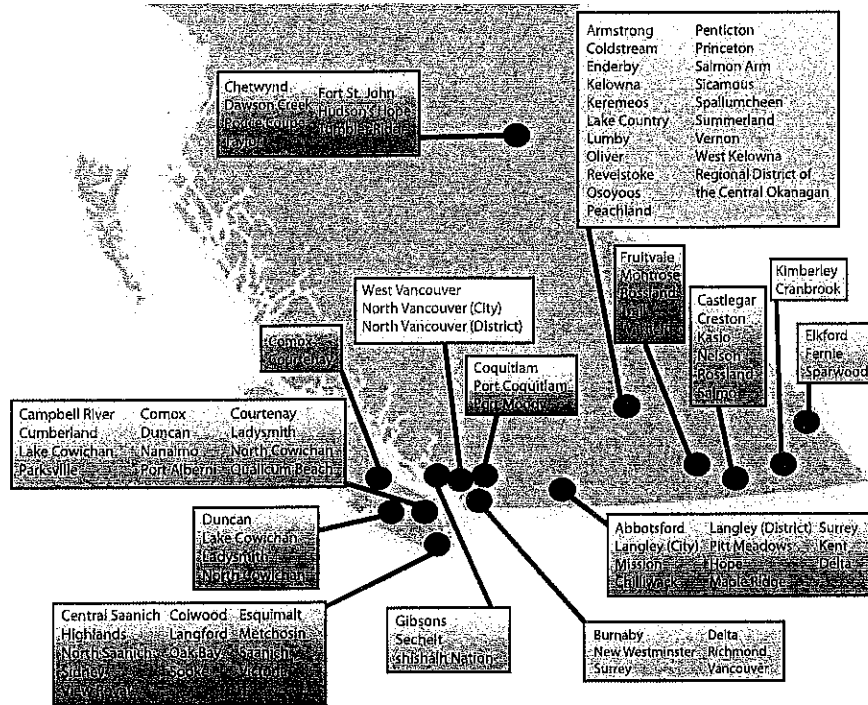 Armstrong Penticton
Coldstream Princeton
Enderby Salmon Arm
Kelowna Sicamous
Keremeos Spallumcheen
Lake Country Summerland
Lumby Vernon
Oliver West Kelowna
Revelstoke Regional District of
Osoyoos the Central Okanagan
Peachland
Chetwynd Fort St. John
Dawson Creek Hudson's Hope
Pouce Coupe Tumbler Ridge
Taylor
Fruitvale
Montrose
Rossland
Trail
Warfield
Kimberley
Cranbrook
Castlegar
Creston
Kaslo
Nelson
Rossland
Salmo
Elkford
Fernie
Sparwood
West Vancouver
North Vancouver (City)
North Vancouver (District)
Comox
Courtenay
Coquitlam
Port Coquitlam
Port Moody
Campbell River Comox Courtenay
Cumberland Duncan Ladysmith
Lake Cowichan Nanaimo North Cowichan
Parksville Port Alberni Qualicum Beach
Duncan
Lake Cowichan
Ladysmith
North Cowichan
Abbotsford Langley (District) Surrey
Langley (City) Pitt Meadows Kent
Mission Hope Delta
Chilliwack Maple Ridge
Central Saanich Colwood Esquimalt
Highlands Langford Metchosin
North Saanich Oak Bay Saanich
Sidney Sooke Victoria
View Royal
Gibsons
Sechelt
shíshálh Nation
Burnaby Delta
New Westminster Richmond
Surrey Vancouver